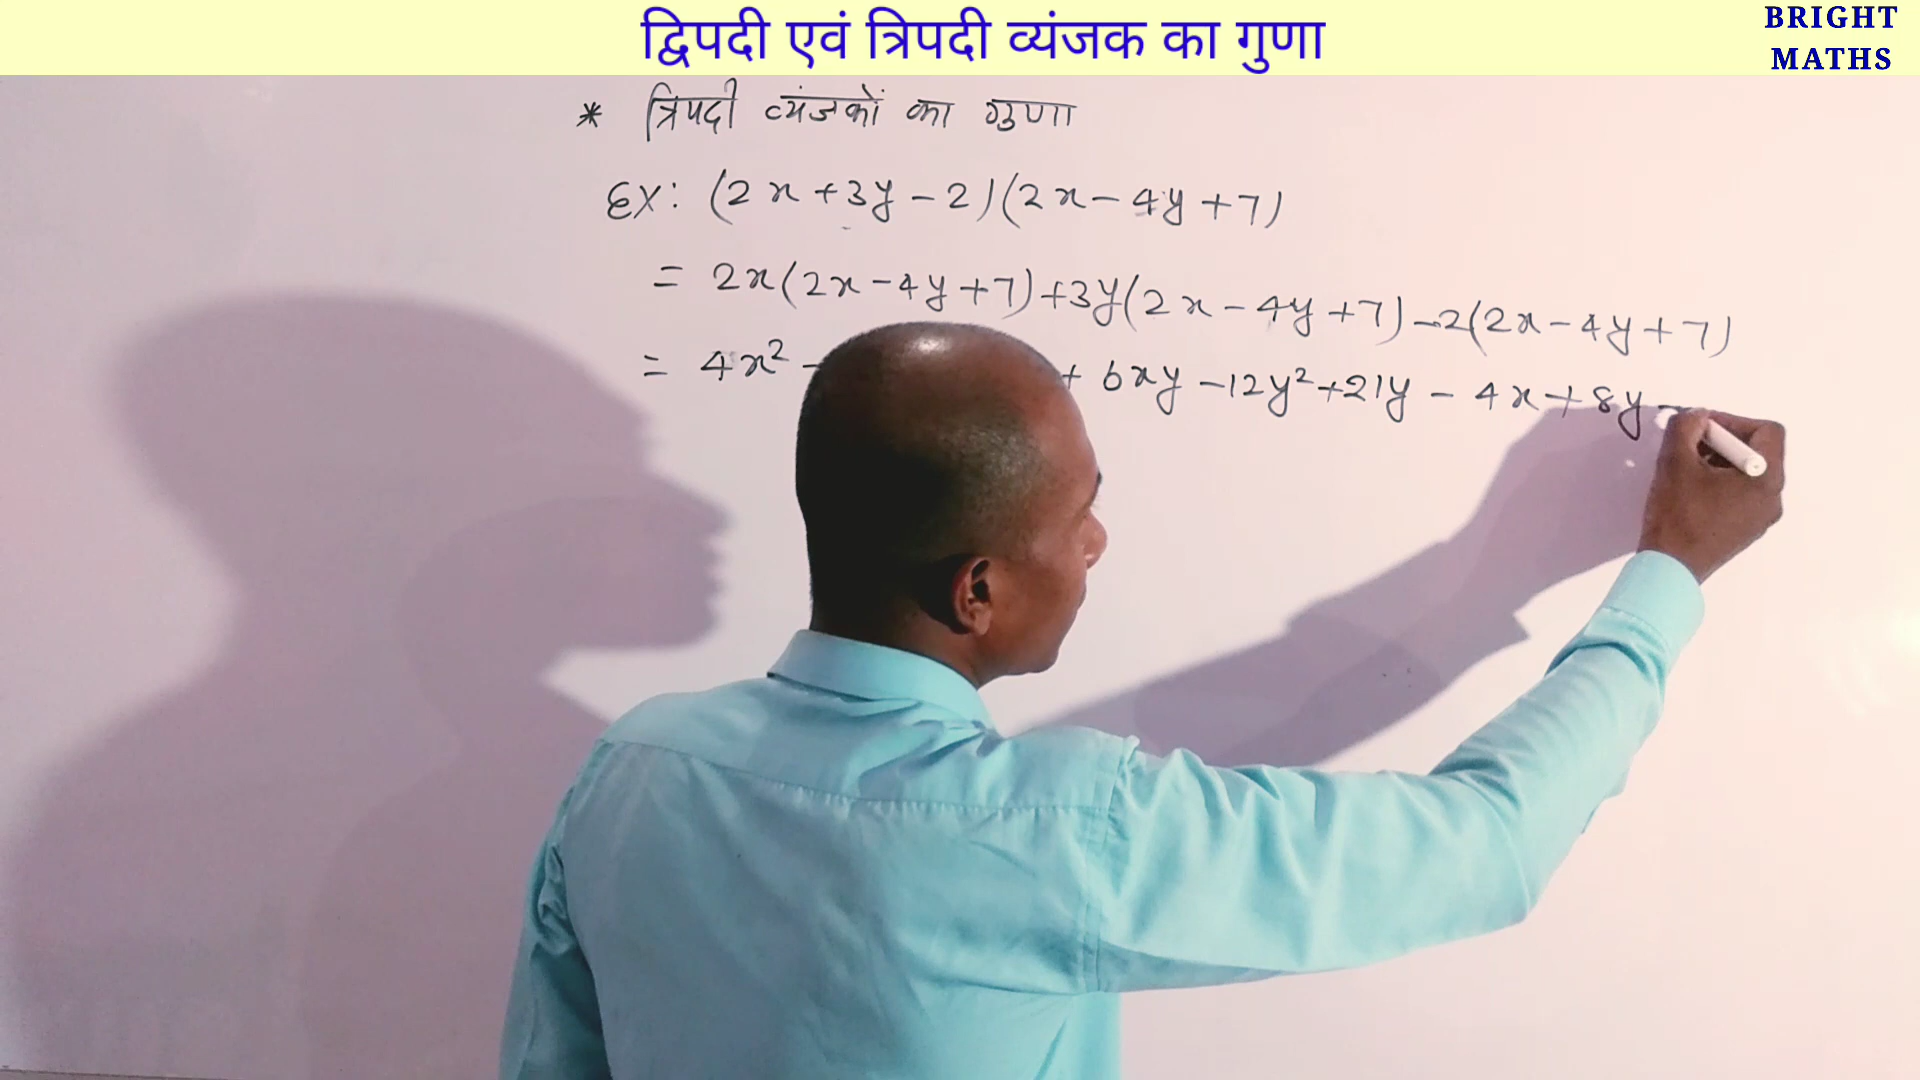 द्विपदी एवं त्रिपदी व्यंजक का गुणा
BRIGHT
MATHS
* त्रिपदी व्यंजकों का गुणा
EX: (2x+3y-2)(2x-4y+7)
= 2x(2x-4y+7)+3y(2x-4y+7)-2(2x-4y+7)
= 4x² - + 6xy -12y²+21y - 4x+8y -